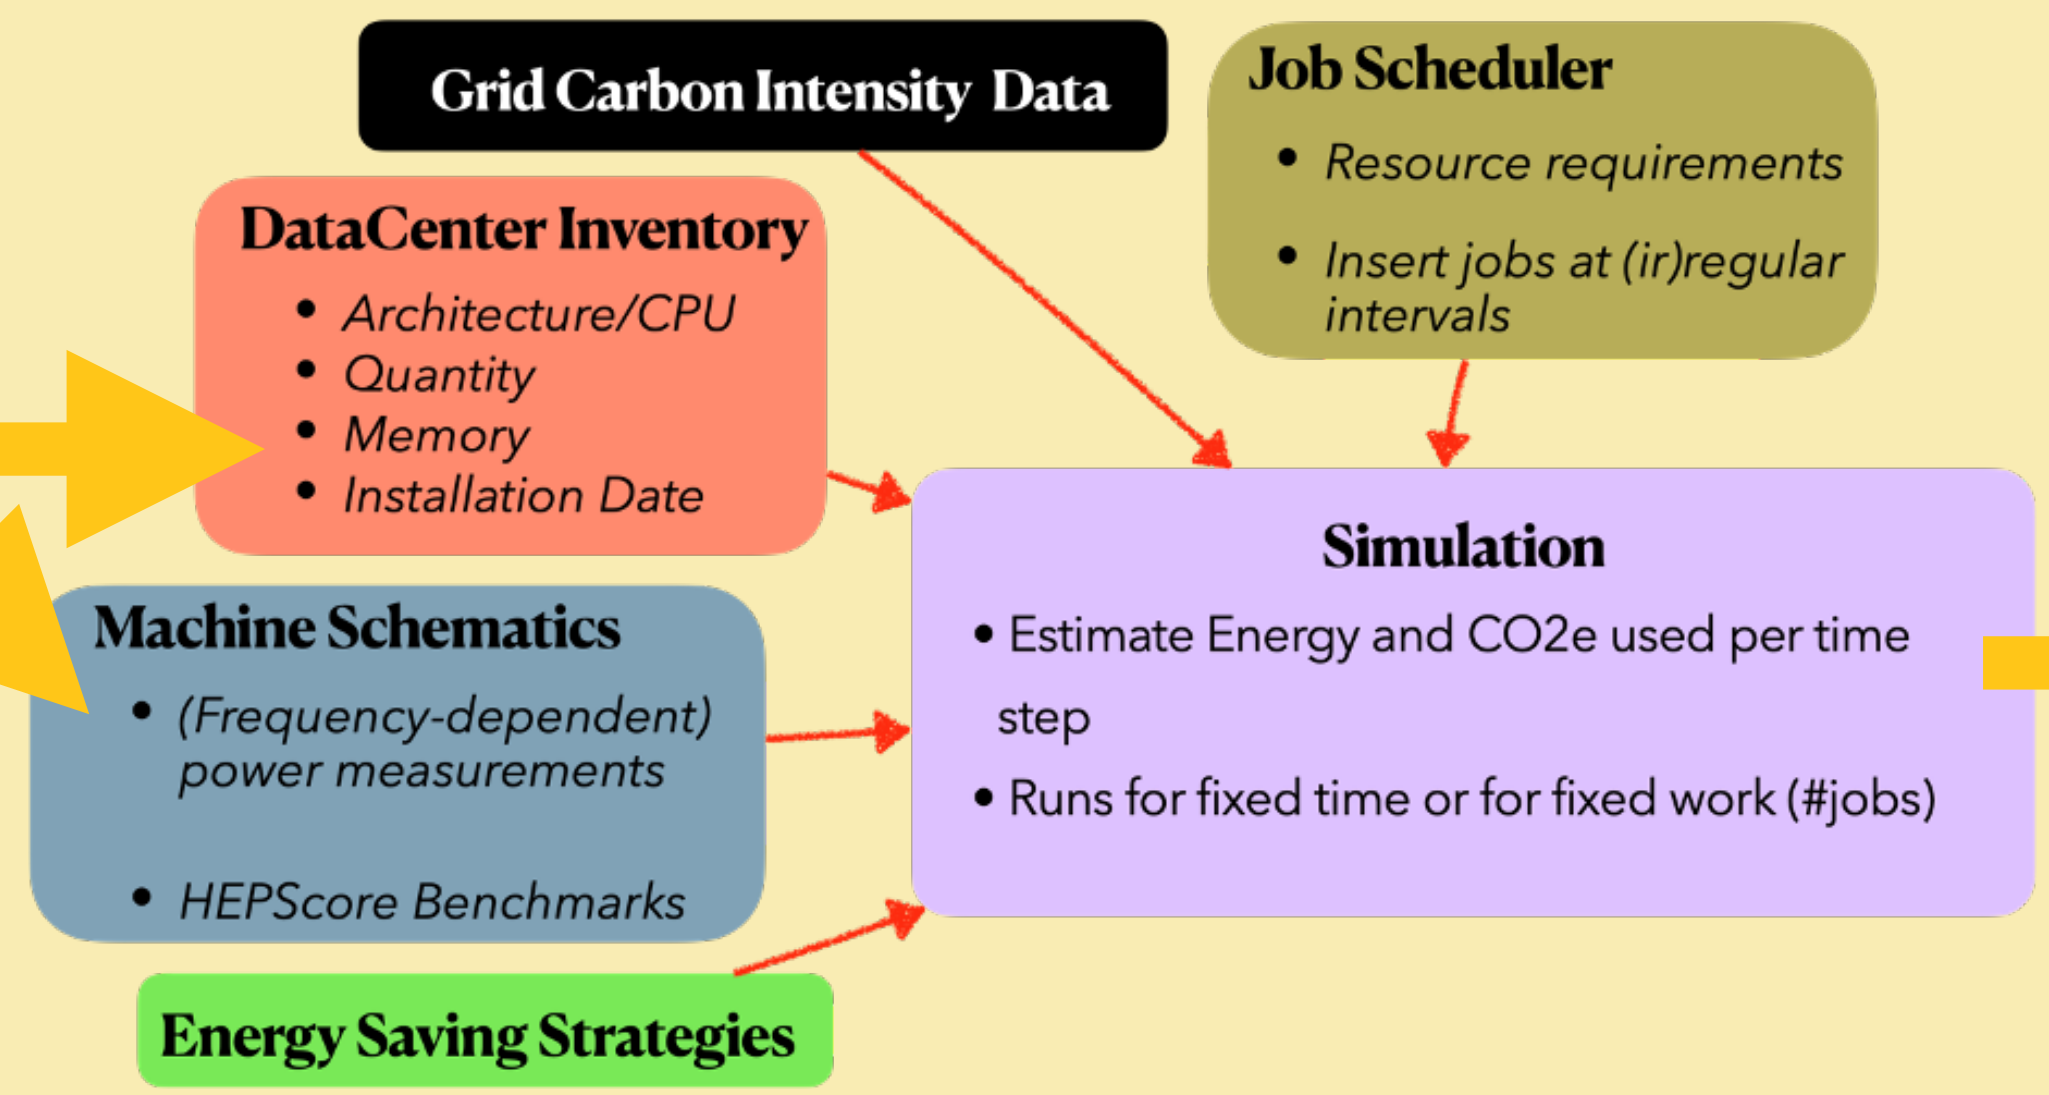 Grid Carbon Intensity Data
Job Scheduler
• Resource requirements
• Insert jobs at (ir)regular
intervals
DataCenter Inventory
• Architecture/CPU
• Quantity
• Memory
• Installation Date
Machine Schematics
• (Frequency-dependent)
power measurements
• HEPScore Benchmarks
Energy Saving Strategies
Simulation
• Estimate Energy and CO2e used per time
step
• Runs for fixed time or for fixed work (#jobs)